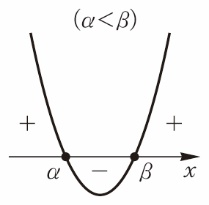 (α<β)
+ +
α − β x